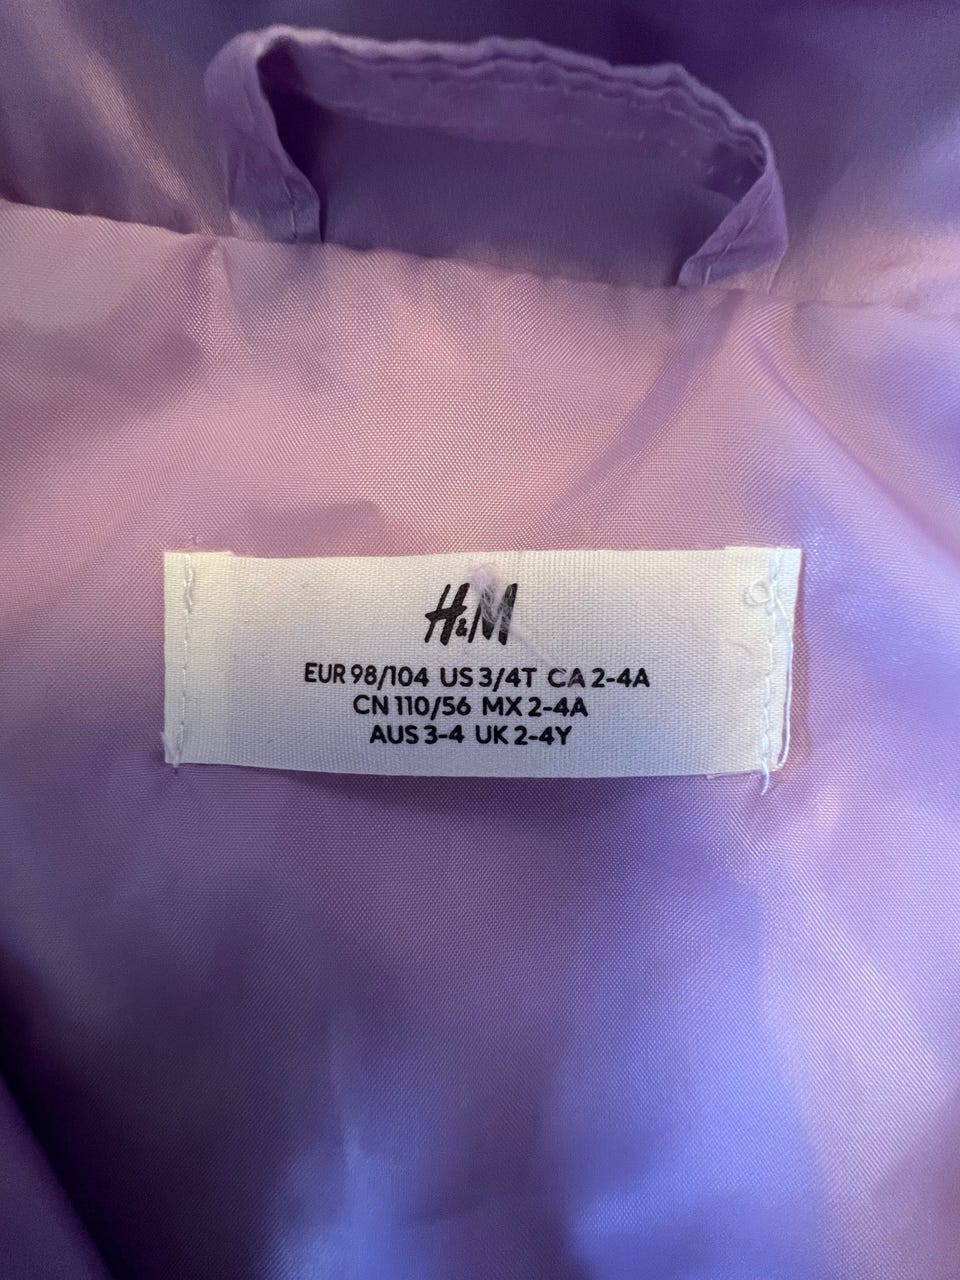 H&M
EUR 98/104 US 3/4T CA 2-4A
CN 110/56 MX 2-4A
AUS 3-4 UK 2-4Y